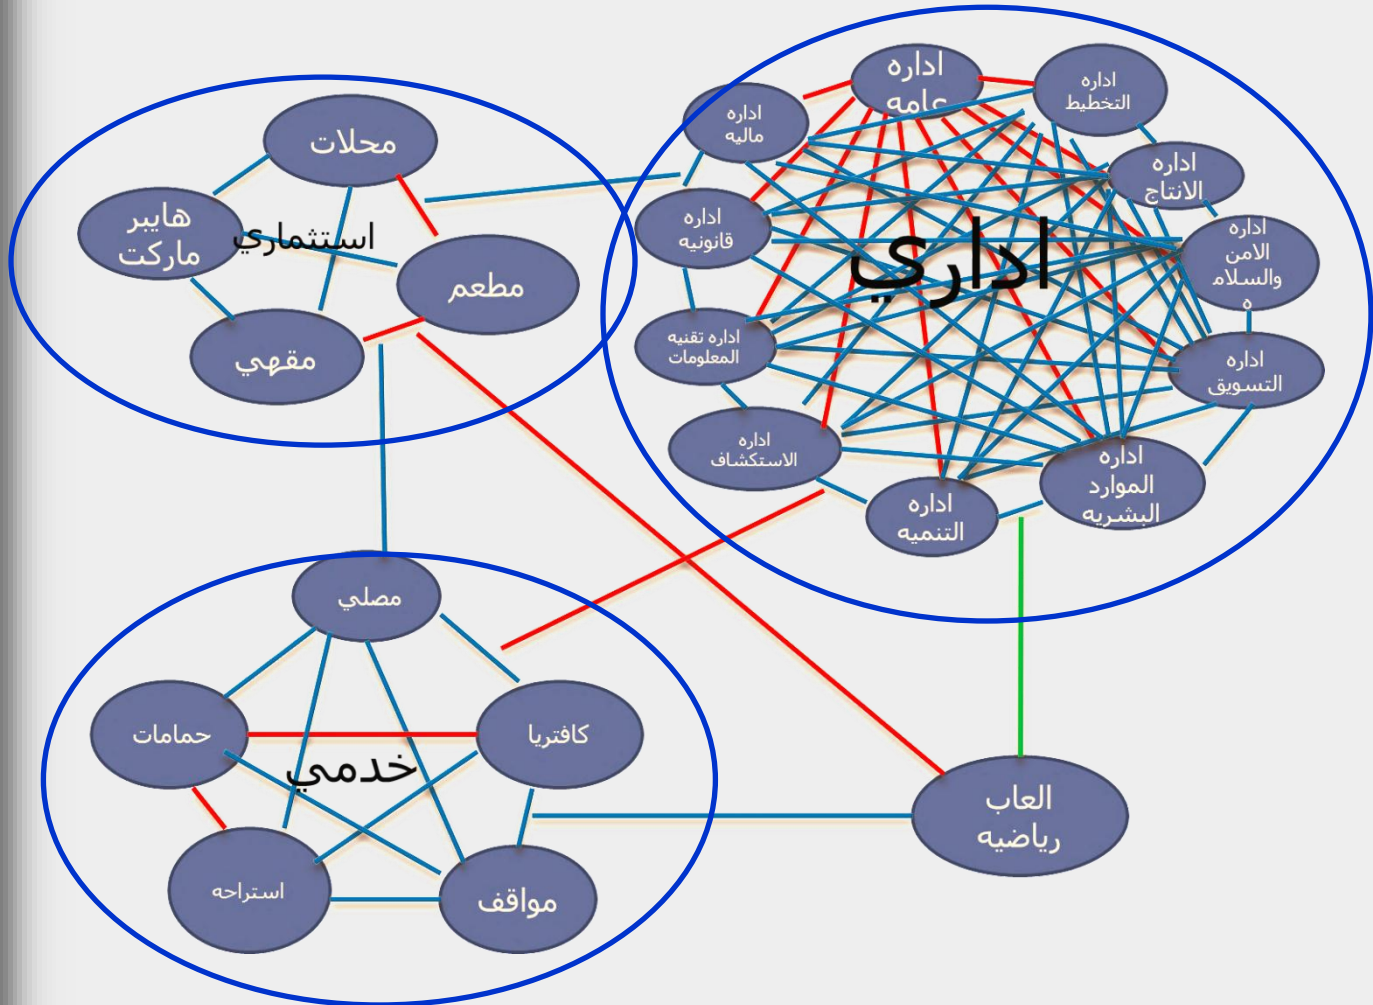 محلات
هايبر
ماركت
استثماري
مطعم
مقهي
اداره
عامه
اداره
التخطيط
اداره
ماليه
اداره
الانتاج
اداره
قانونيه
اداره
الامن
والسلام
ه
اداري
اداره تقنيه
المعلومات
اداره
التسويق
اداره
الاستكشاف
اداره
الموارد
البشريه
اداره
التنميه
مصلي
حمامات
كافتريا
خدمي
استراحه
مواقف
العاب
رياضيه